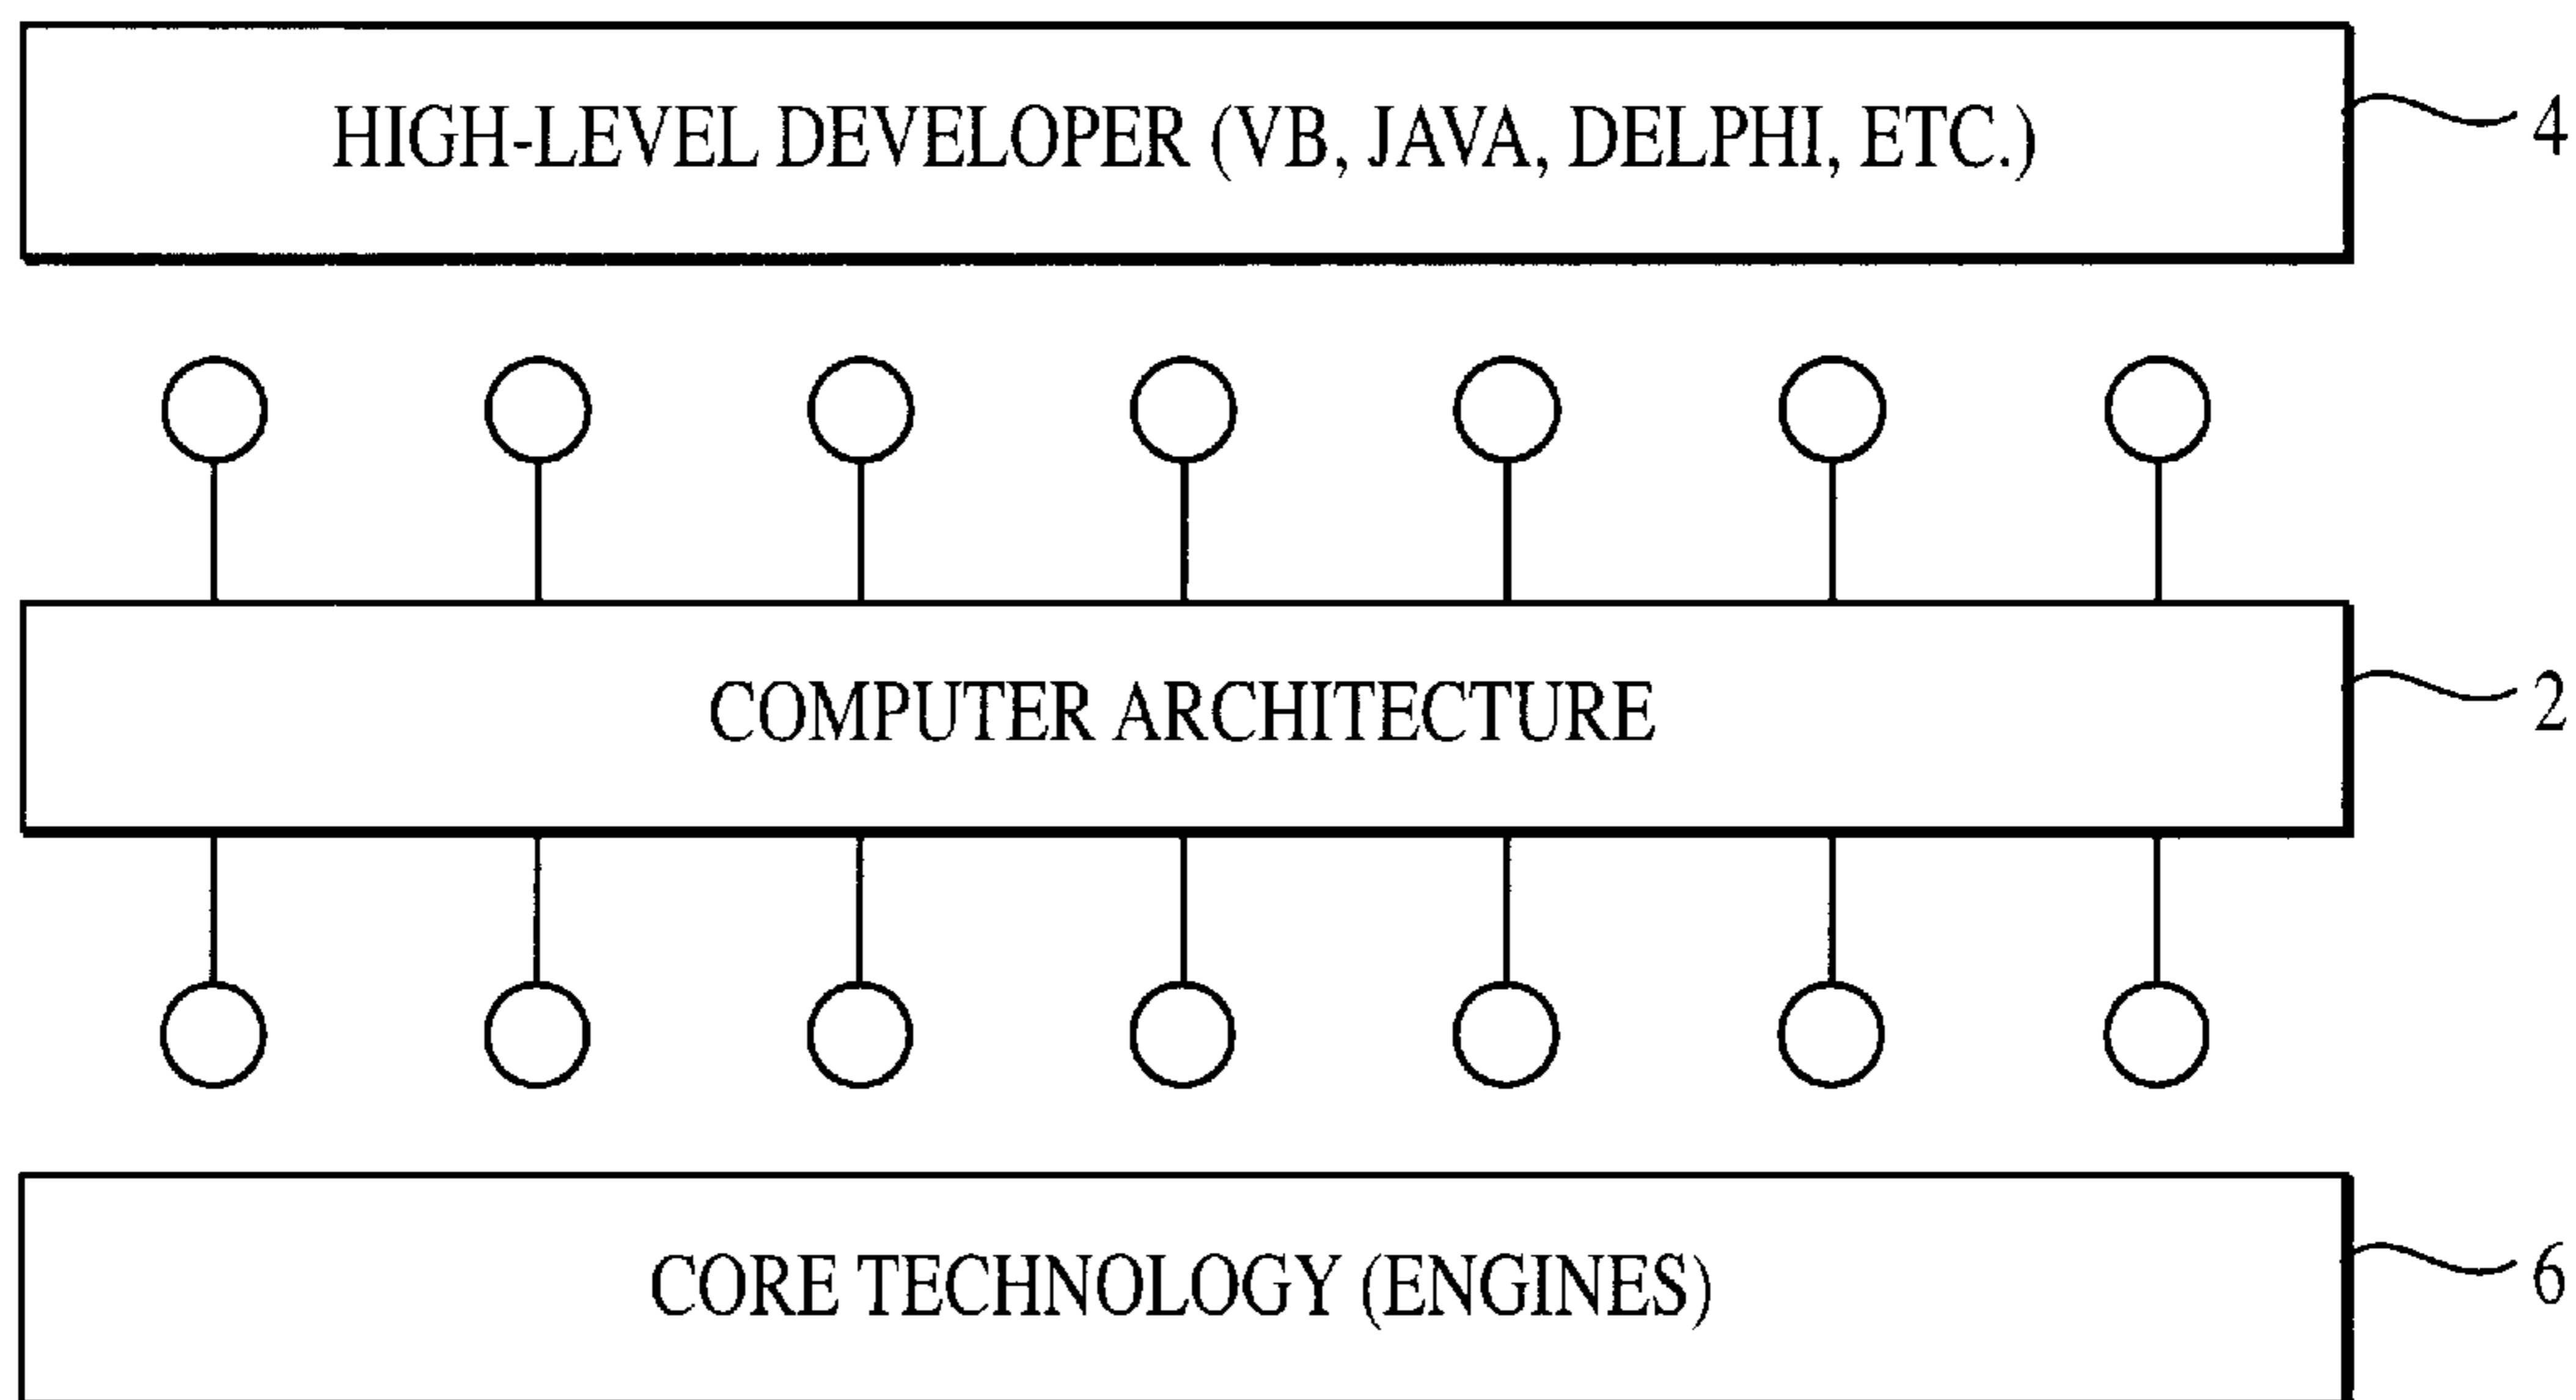 HIGH-LEVEL DEVELOPER (VB, JAVA, DELPHI, ETC.)
4
COMPUTER ARCHITECTURE
2
CORE TECHNOLOGY (ENGINES)
6